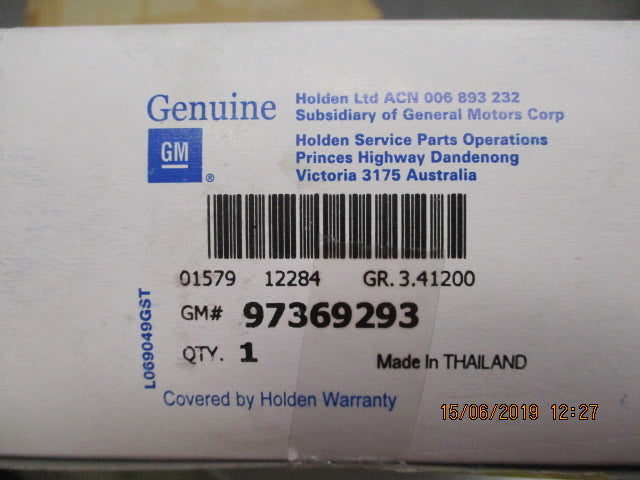 Genuine
GM
®
Holden Ltd ACN 006 893 232
Subsidiary of General Motors Corp
Holden Service Parts Operations
Princes Highway Dandenong
Victoria 3175 Australia
01579 12284 GR. 3.41200
GM# 97369293
QTY. 1
Made In THAILAND
L069049GST
Covered by Holden Warranty
15/06/2019 12:27